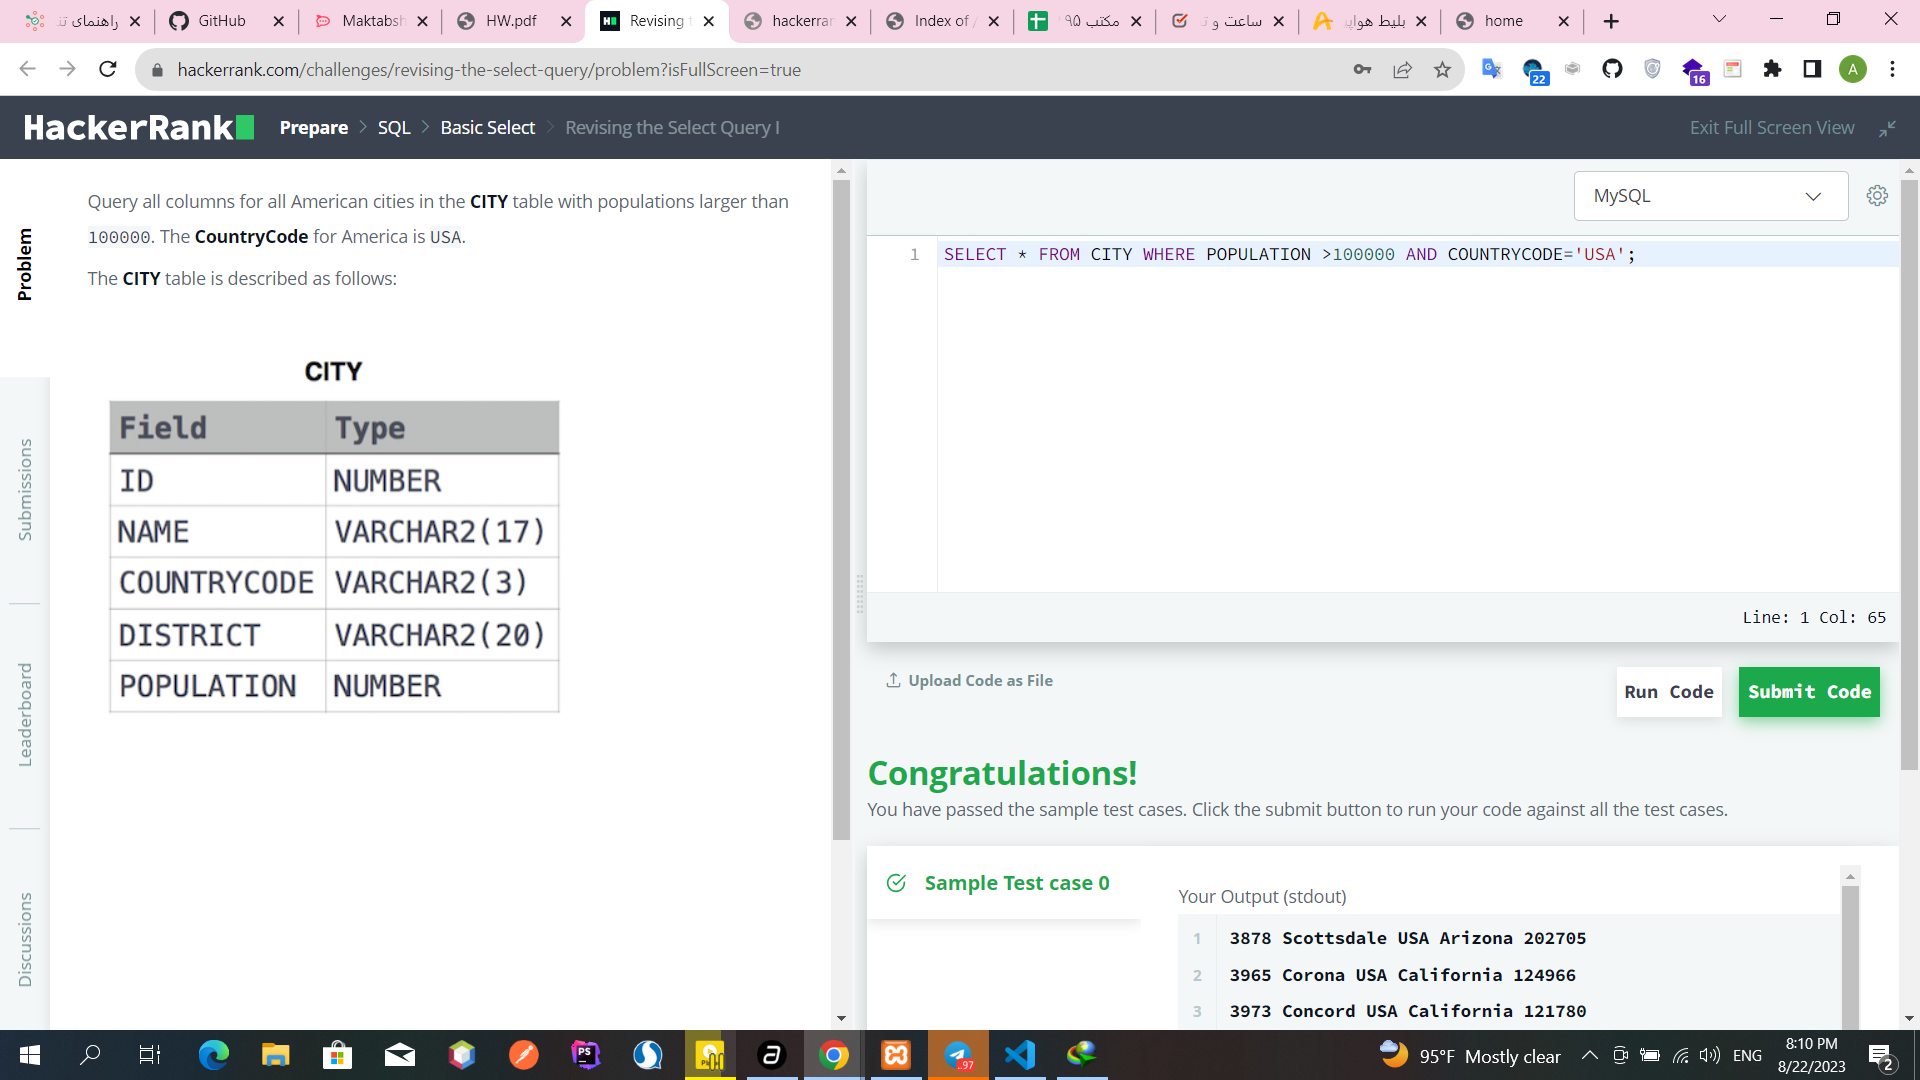 راهنمای تن
GitHub
Maktabsh
HW.pdf
Revising t
hackerran
Index of /
مکتب ۹۵
ساعت و ت
بلیط هواپی
home
hackerrank.com/challenges/revising-the-select-query/problem?isFullScreen=true
22
16
A
HackerRank
Prepare
SQL
Basic Select
Revising the Select Query I
Exit Full Screen View
Problem
Submissions
Leaderboard
Discussions
Query all columns for all American cities in the CITY table with populations larger than
100000. The CountryCode for America is USA.
The CITY table is described as follows:
CITY
Field Type
ID NUMBER
NAME VARCHAR2(17)
COUNTRYCODE VARCHAR2(3)
DISTRICT VARCHAR2(20)
POPULATION NUMBER
MySQL
1 SELECT * FROM CITY WHERE POPULATION >100000 AND COUNTRYCODE='USA';
Line: 1 Col: 65
Upload Code as File
Run Code
Submit Code
Congratulations!
You have passed the sample test cases. Click the submit button to run your code against all the test cases.
Sample Test case 0
Your Output (stdout)
1 3878 Scottsdale USA Arizona 202705
2 3965 Corona USA California 124966
3 3973 Concord USA California 121780
95°F Mostly clear
ENG
8:10 PM
8/22/2023
2